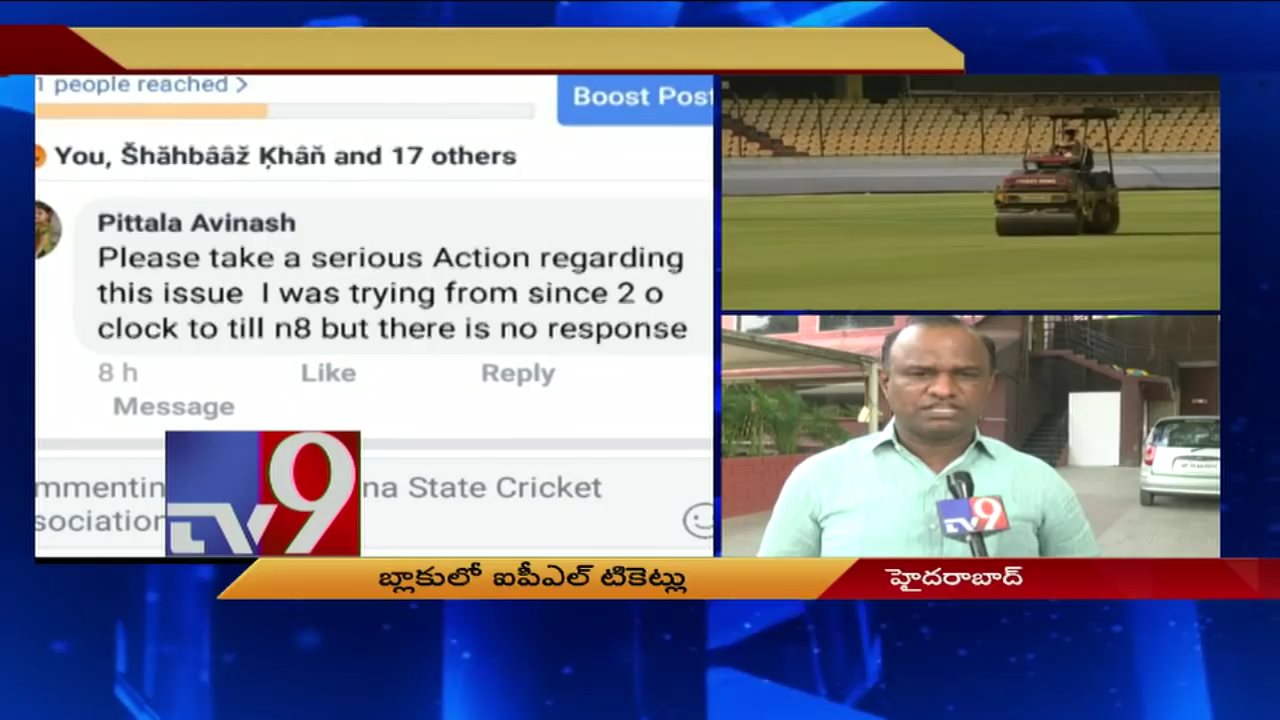 1 people reached >
Boost Post
You, Šhăhbââž Ķhâň and 17 others
Pittala Avinash
Please take a serious Action regarding
this issue I was trying from since 2 o
clock to till n8 but there is no response
8 h Like Reply
Message
mmentin na State Cricket
sociation
TV9
TV9
బ్లాకులో ఐపీఎల్ టికెట్లు
హైదరాబాద్